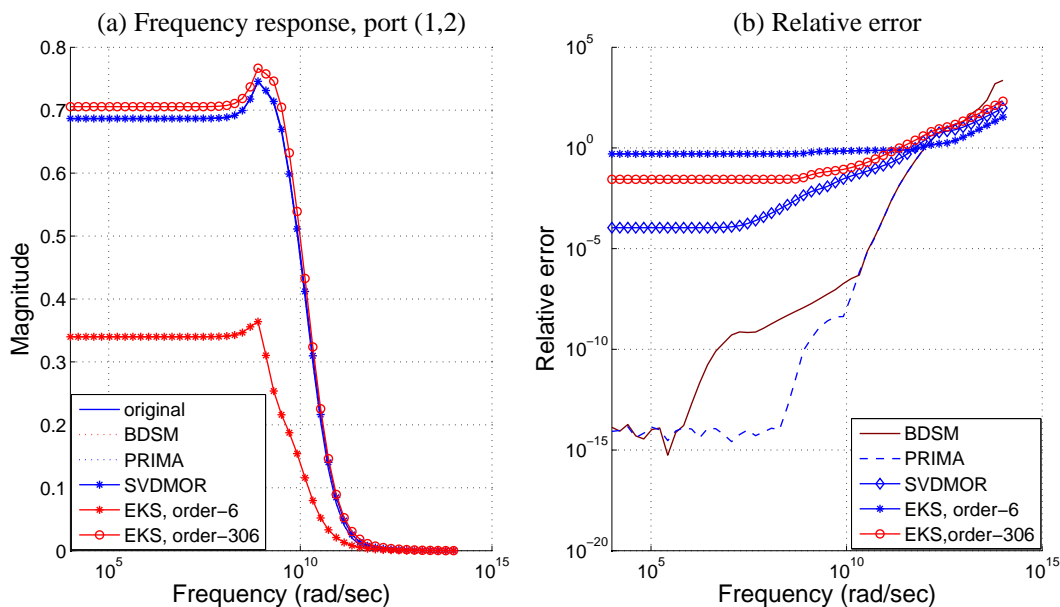 (a) Frequency response, port (1,2)
0.8
0.7
0.6
0.5
0.4
0.3
0.2
0.1
0
Magnitude
original
BDSM
PRIMA
SVDMOR
EKS, order-6
EKS, order-306
10^5
10^10
10^15
Frequency (rad/sec)
(b) Relative error
10^5
10^0
10^-5
10^-10
10^-15
10^-20
Relative error
BDSM
PRIMA
SVDMOR
EKS, order-6
EKS,order-306
10^5
10^10
10^15
Frequency (rad/sec)